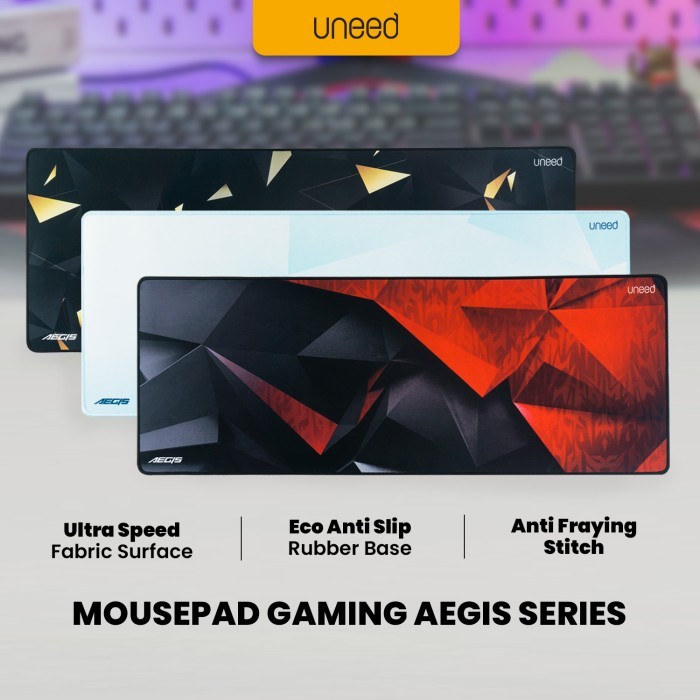 uneed
uneed
AEGIS
uneed
AEGIS
uneed
AEGIS
Ultra Speed
Fabric Surface
Eco Anti Slip
Rubber Base
Anti Fraying
Stitch
MOUSEPAD GAMING AEGIS SERIES